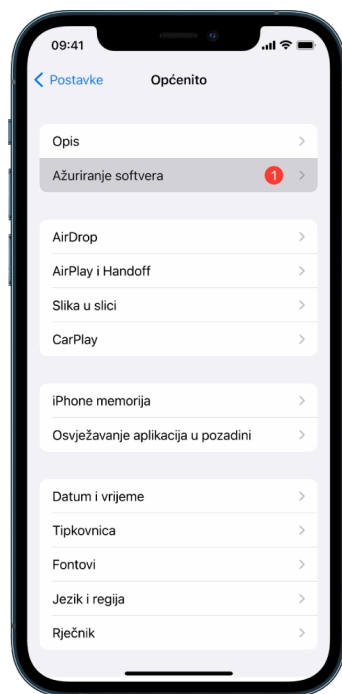 09:41
Postavke Općenito
Opis
Ažuriranje softvera 1
AirDrop
AirPlay i Handoff
Slika u slici
CarPlay
iPhone memorija
Osvježavanje aplikacija u pozadini
Datum i vrijeme
Tipkovnica
Fontovi
Jezik i regija
Rječnik